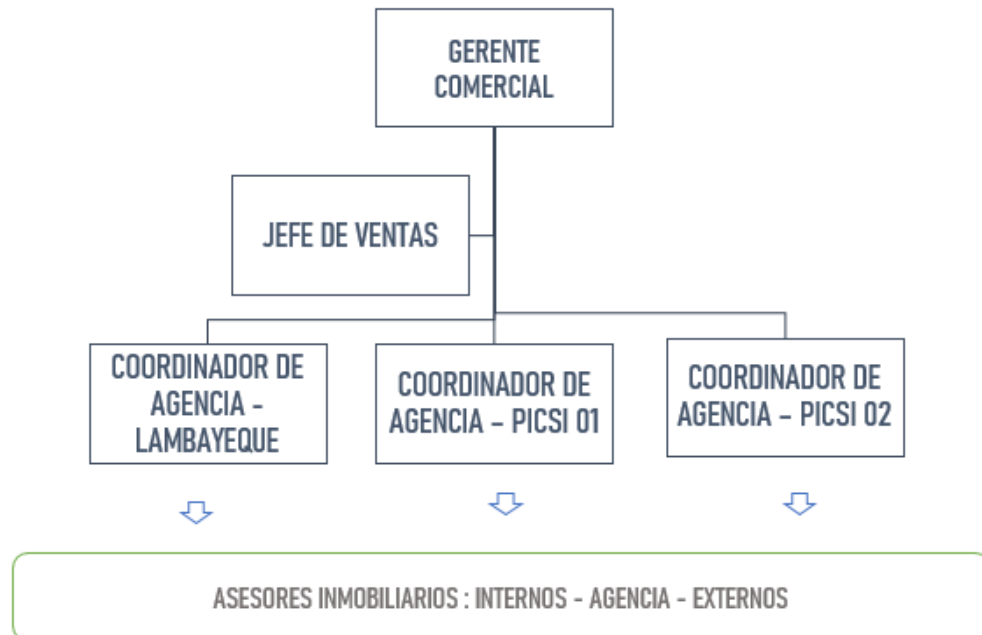 GERENTE
COMERCIAL
JEFE DE VENTAS
COORDINADOR DE
AGENCIA -
LAMBAYEQUE
COORDINADOR DE
AGENCIA – PICSI 01
COORDINADOR DE
AGENCIA – PICSI 02
ASESORES INMOBILIARIOS : INTERNOS - AGENCIA - EXTERNOS